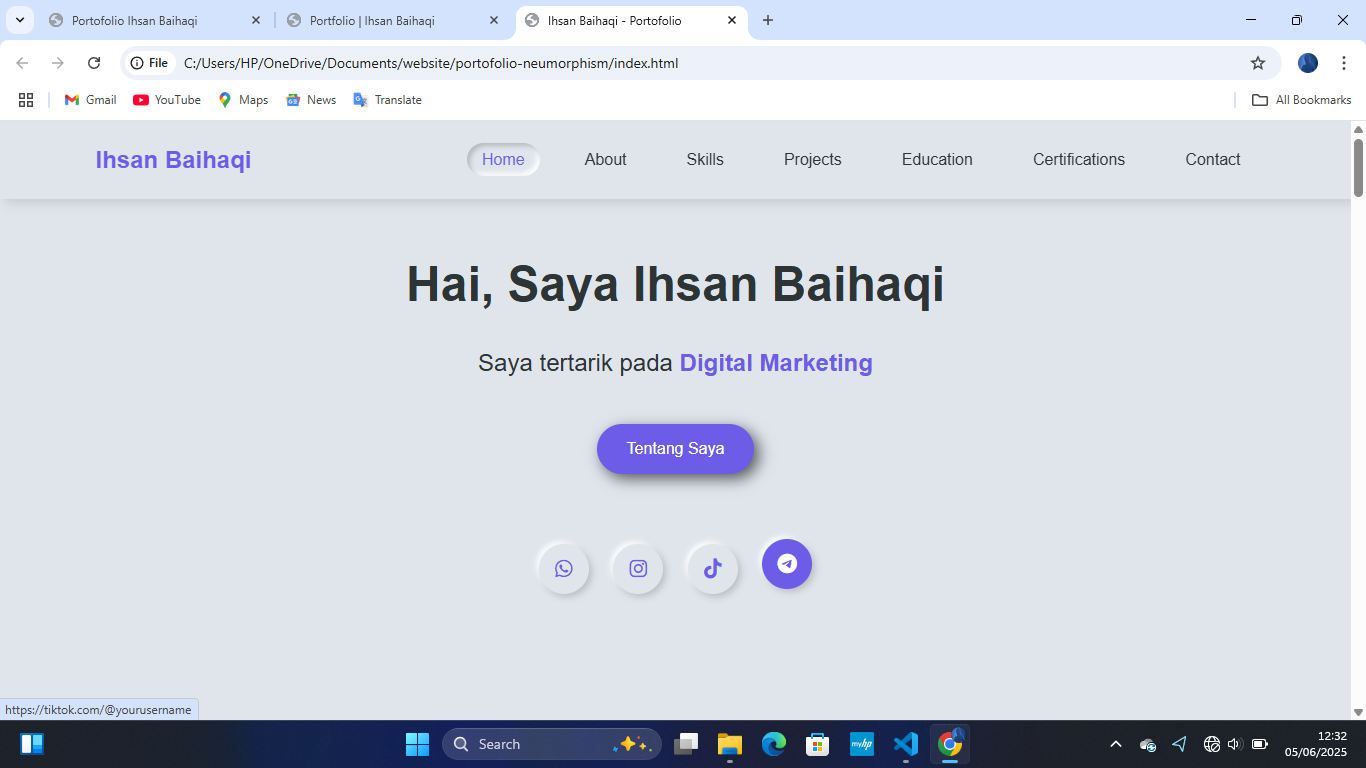 Portofolio Ihsan Baihaqi
Portfolio | Ihsan Baihaqi
Ihsan Baihaqi - Portofolio
File
C:/Users/HP/OneDrive/Documents/website/portofolio-neumorphism/index.html
Gmail
YouTube
Maps
News
Translate
All Bookmarks
Ihsan Baihaqi
Home
About
Skills
Projects
Education
Certifications
Contact
Hai, Saya Ihsan Baihaqi
Saya tertarik pada Digital Marketing
Tentang Saya
https://tiktok.com/@yourusername
Search
myhp
12:32
05/06/2025